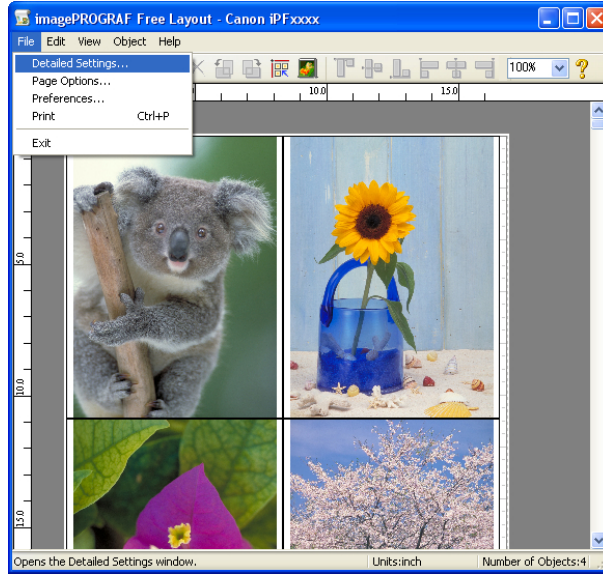 imagePROGRAF Free Layout - Canon iPFxxxx
File Edit View Object Help
Detailed Settings...
Page Options...
Preferences...
Print Ctrl+P
Exit
100%
10.0 15.0
5.0
10.0
15.0
Opens the Detailed Settings window. Units:inch Number of Objects:4